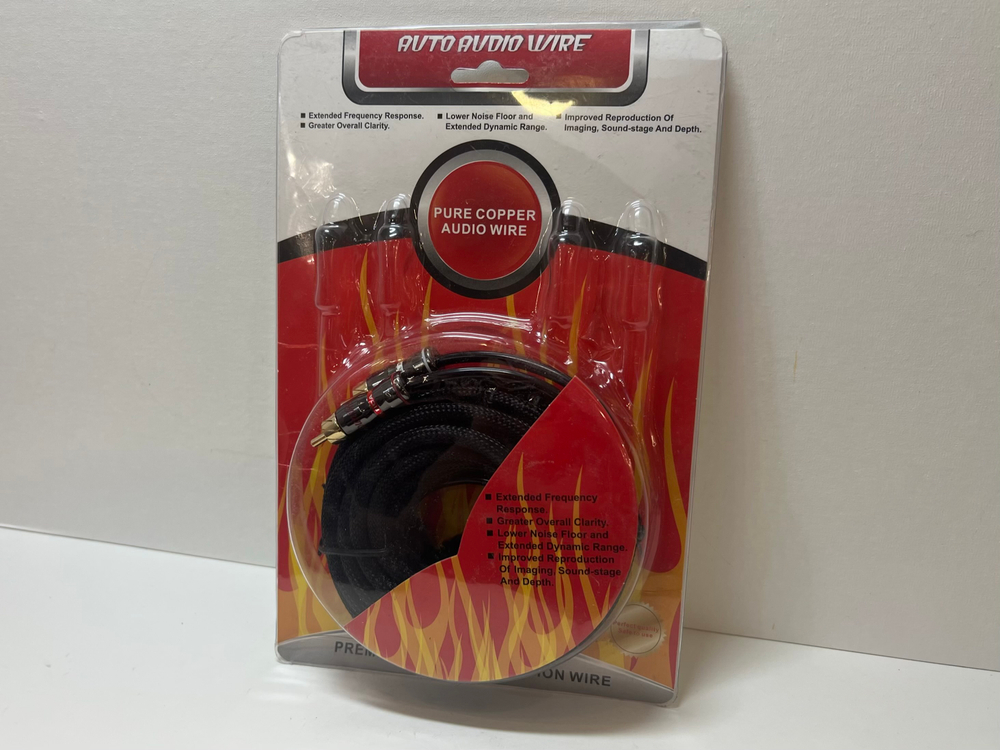 AUTO AUDIO WIRE
■ Extended Frequency Response.
■ Greater Overall Clarity.
■ Lower Noise Floor and
Extended Dynamic Range.
■ Improved Reproduction Of
Imaging, Sound-stage And Depth.
PURE COPPER
AUDIO WIRE
■ Extended Frequency
Response.
■ Greater Overall Clarity.
■ Lower Noise Floor and
Extended Dynamic Range.
■ Improved Reproduction
Of Imaging, Sound-stage
And Depth.
WIRE